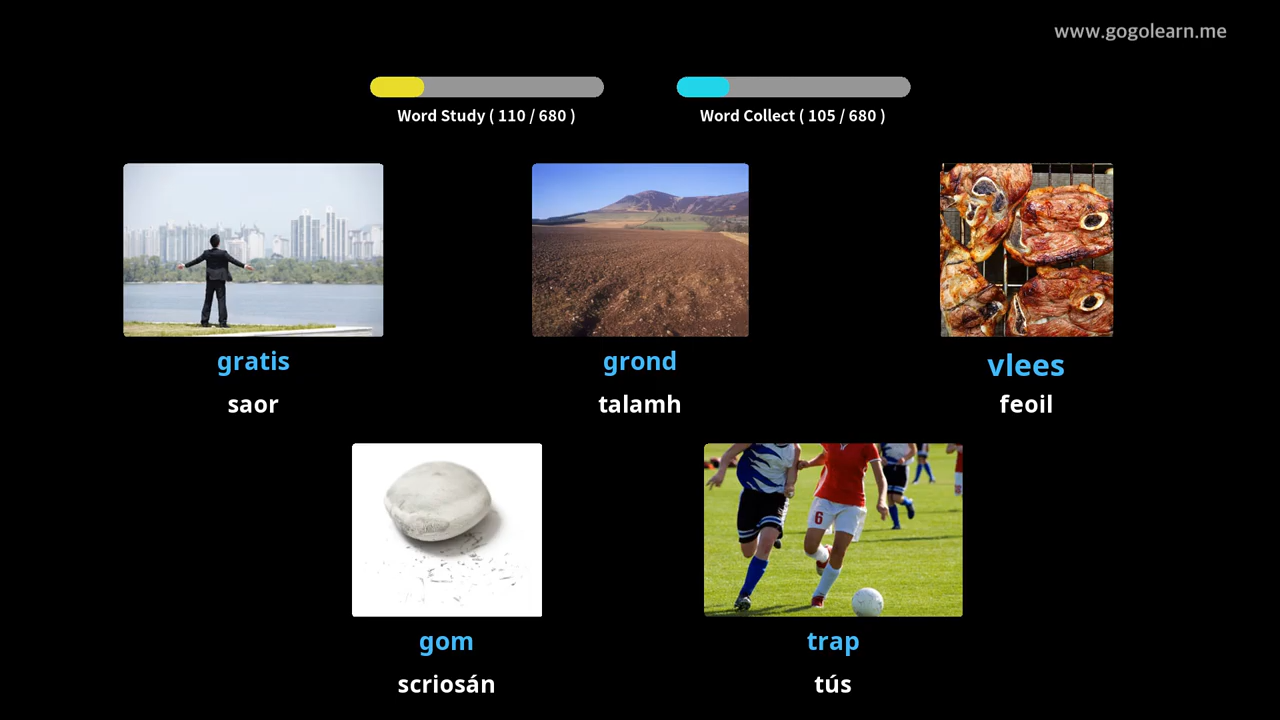 www.gogolearn.me
Word Study ( 110 / 680 )
Word Collect ( 105 / 680 )
gratis
saor
grond
talamh
vlees
feoil
6
gom
scriosán
trap
tús